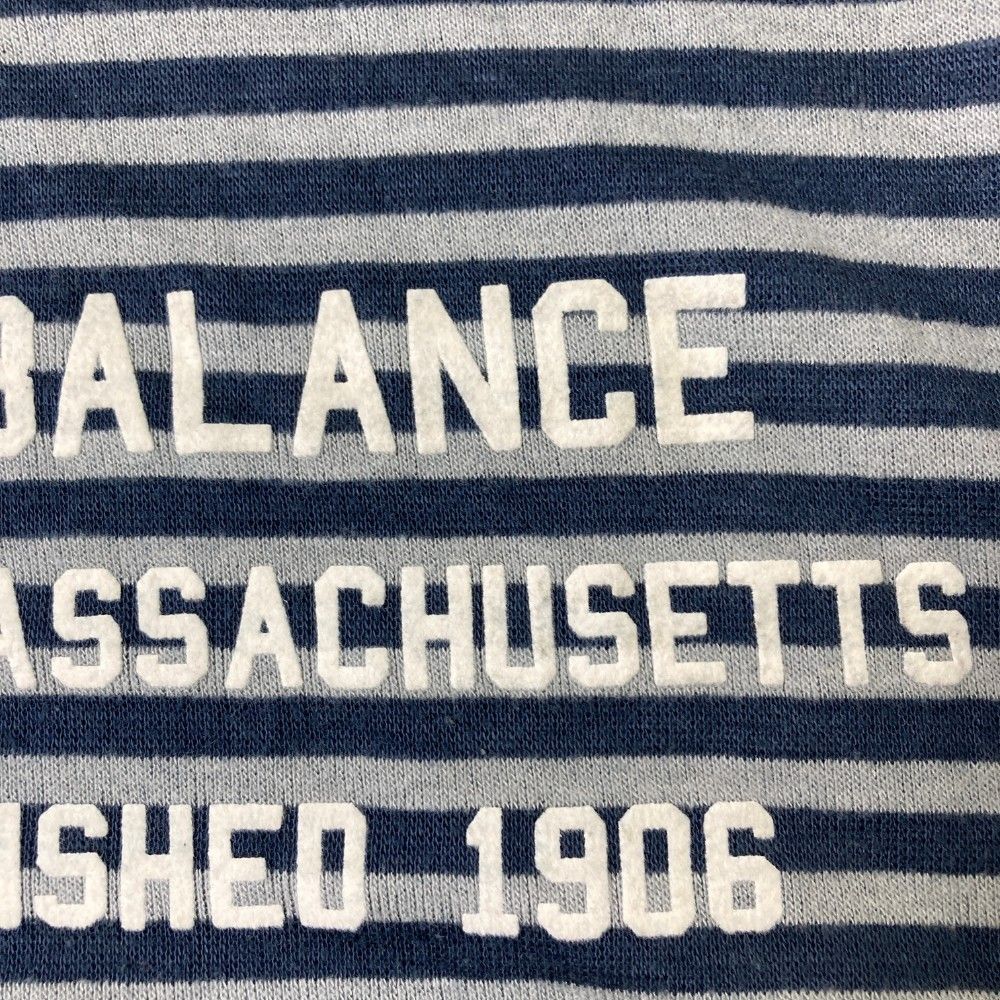 BALANCE
ASSACHUSETTS
ISHED 1906